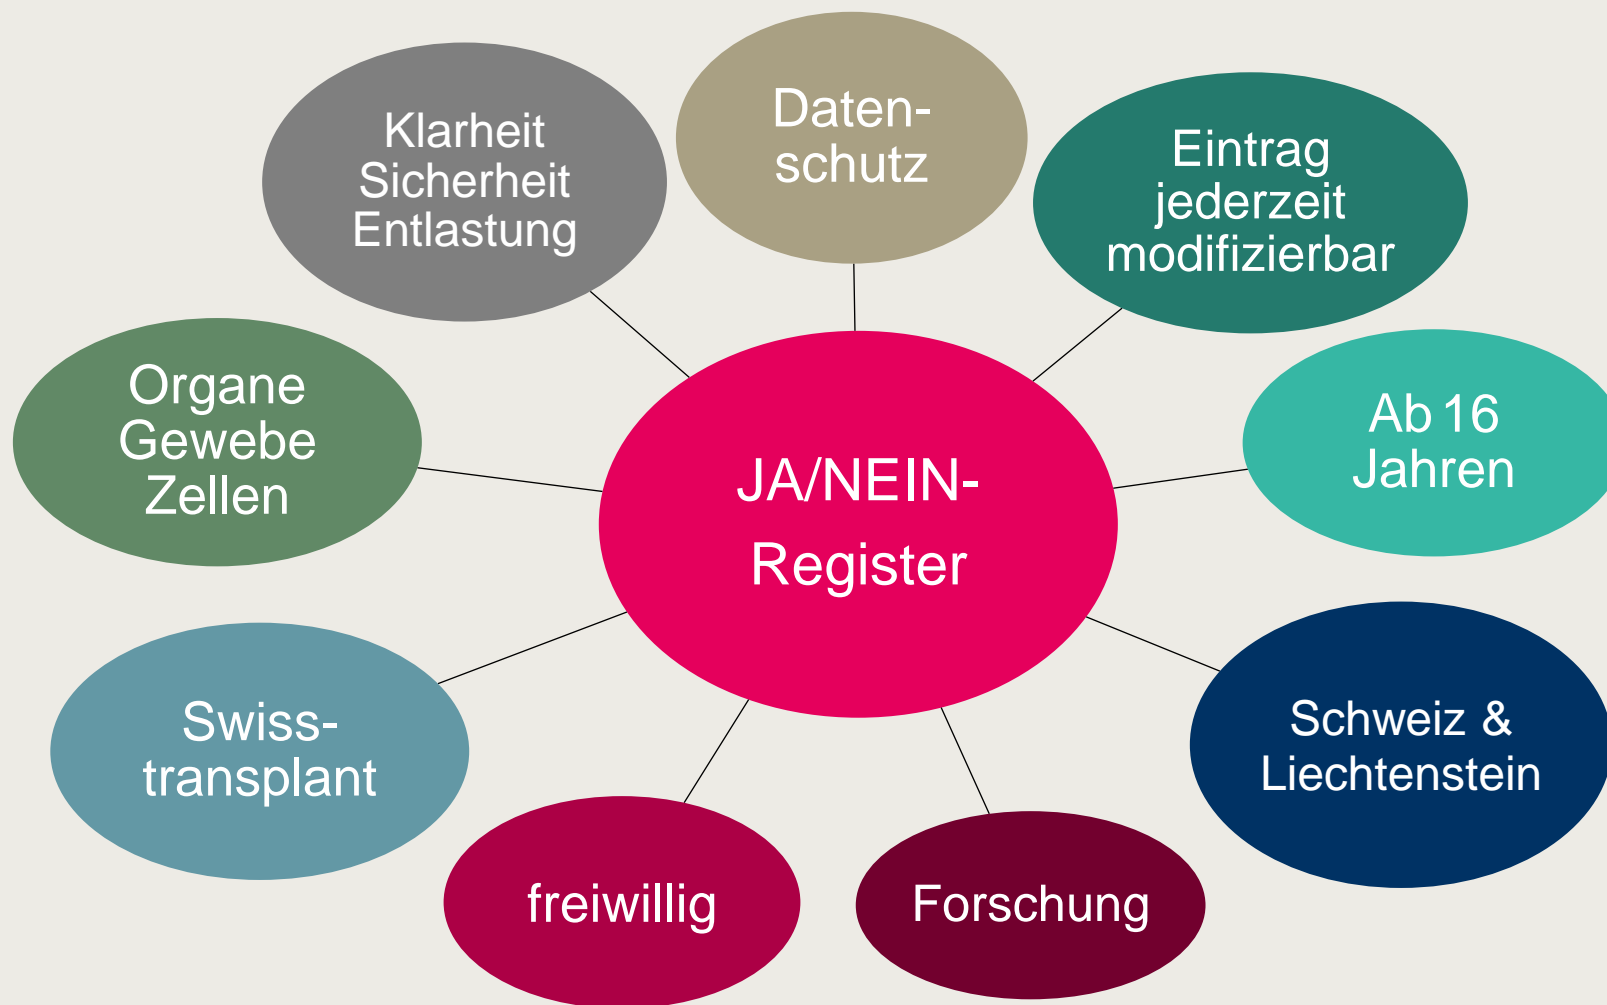 Klarheit
Sicherheit
Entlastung
Daten-
schutz
Eintrag
jederzeit
modifizierbar
Organe
Gewebe
Zellen
JA/NEIN-
Register
Ab 16
Jahren
Swiss-
transplant
Schweiz &
Liechtenstein
freiwillig
Forschung